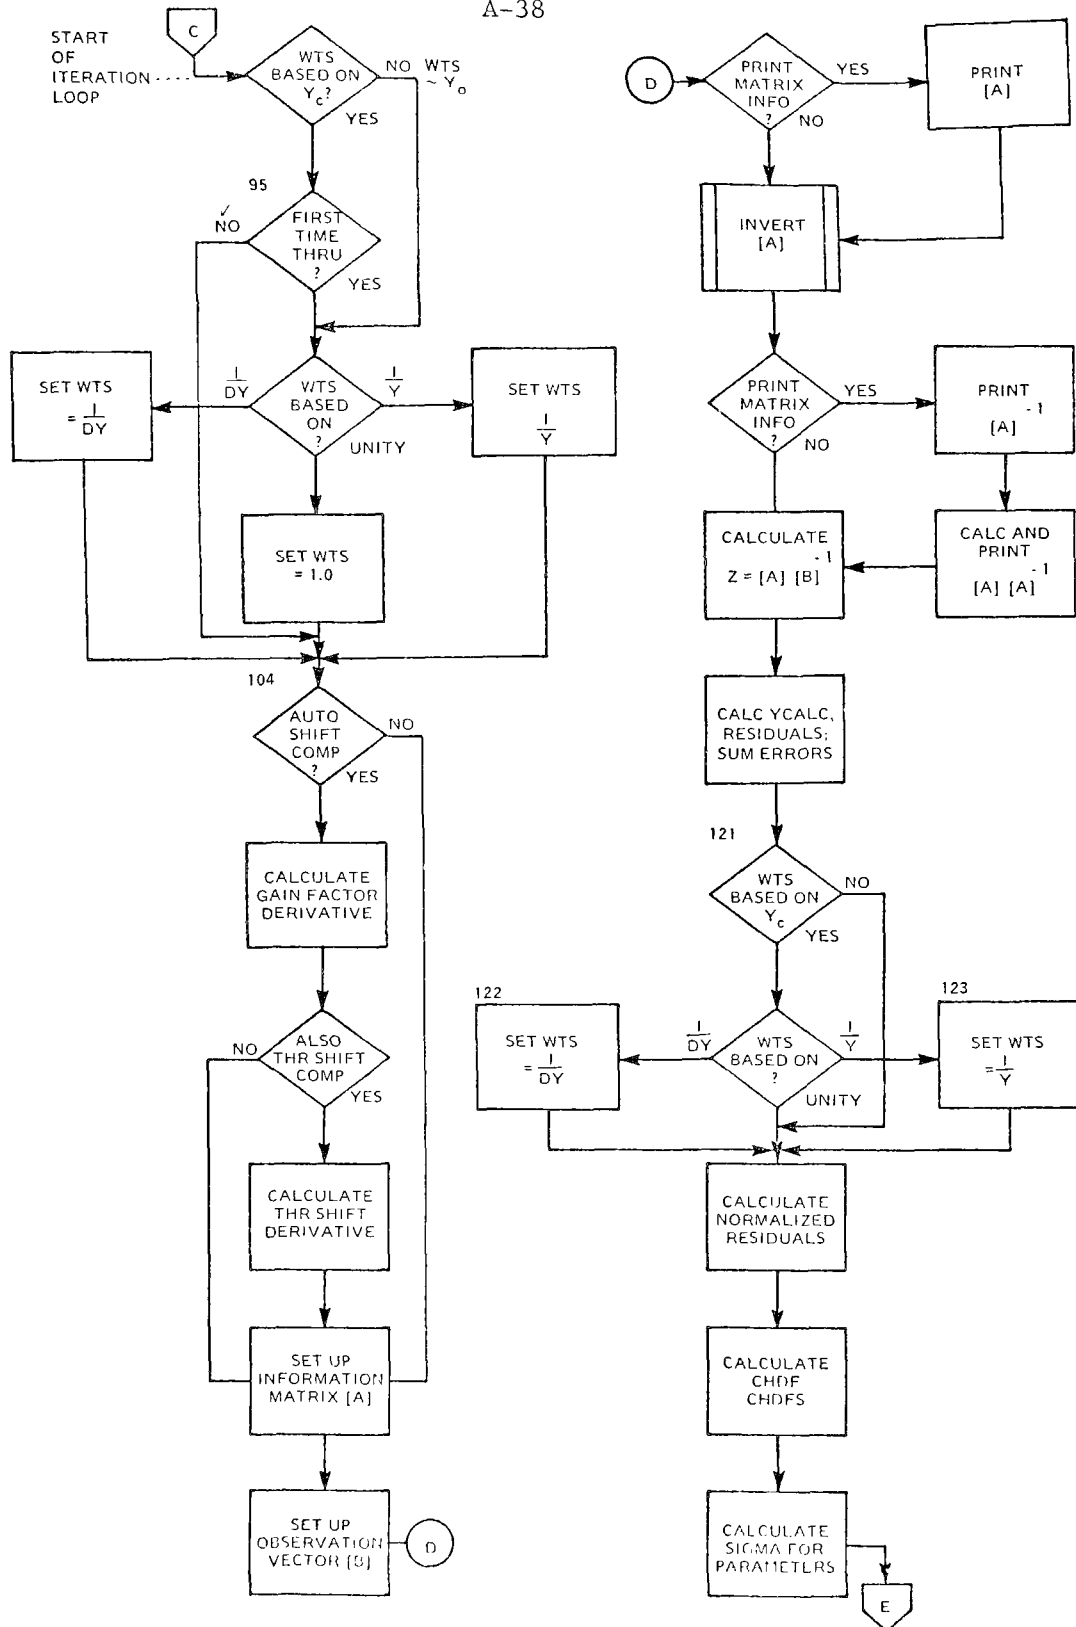 A-38
START
OF
ITERATION
LOOP
C
WTS
BASED ON
Yc?
NO WTS
~ Yo
YES
95
✓
NO
FIRST
TIME
THRU
?
YES
SET WTS
= 1/DY
1/DY
WTS
BASED
ON
?
1/Y
UNITY
SET WTS
1/Y
SET WTS
= 1.0
104
AUTO
SHIFT
COMP
?
NO
YES
CALCULATE
GAIN FACTOR
DERIVATIVE
NO
ALSO
THR SHIFT
COMP
YES
CALCULATE
THR SHIFT
DERIVATIVE
SET UP
INFORMATION
MATRIX [A]
SET UP
OBSERVATION
VECTOR [B]
D
D
PRINT
MATRIX
INFO
?
YES
NO
PRINT
[A]
INVERT
[A]
PRINT
MATRIX
INFO
?
YES
NO
PRINT
[A]-1
CALCULATE
Z = [A]-1 [B]
CALC AND
PRINT
[A] [A]-1
CALC YCALC,
RESIDUALS;
SUM ERRORS
121
WTS
BASED ON
Yc
NO
YES
122
SET WTS
= 1/DY
1/DY
WTS
BASED ON
?
1/Y
UNITY
123
SET WTS
= 1/Y
CALCULATE
NORMALIZED
RESIDUALS
CALCULATE
CHDF
CHDFS
CALCULATE
SIGMA FOR
PARAMETERS
E